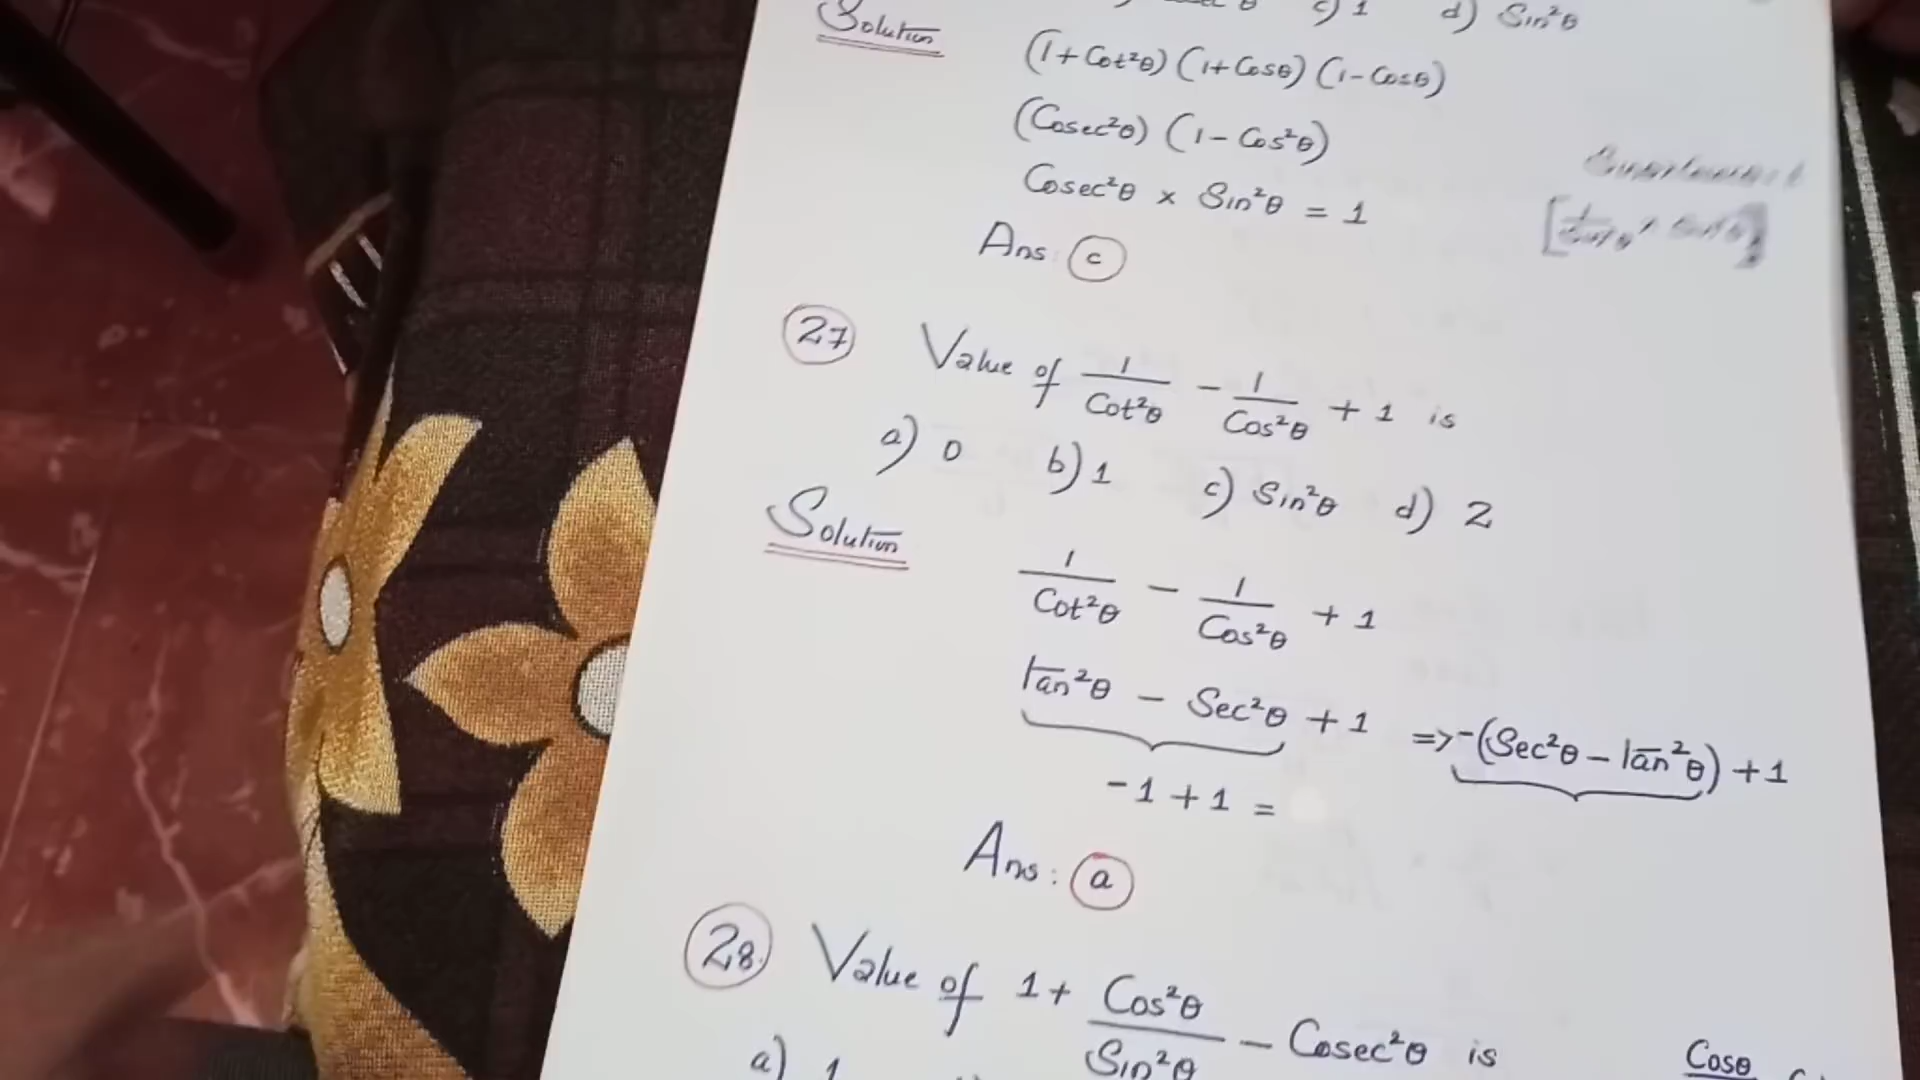 c) 1 d) Sin²θ
Solution
(1+Cot²θ) (1+Cosθ) (1-Cosθ)
(Cosec²θ) (1-Cos²θ)
Cosec²θ × Sin²θ = 1
Ans: c
27 Value of 1/Cot²θ - 1/Cos²θ + 1 is
a) 0 b) 1 c) Sin²θ d) 2
Solution
1/Cot²θ - 1/Cos²θ + 1
tan²θ - Sec²θ + 1 => -(Sec²θ - tan²θ) + 1
-1 + 1 =
Ans: a
28. Value of 1 + Cos²θ/Sin²θ - Cosec²θ is
Cosθ
a) 1